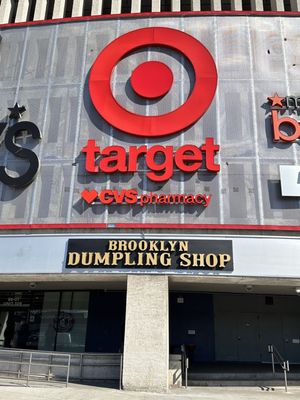 target
CVS pharmacy
BROOKLYN
DUMPLING SHOP